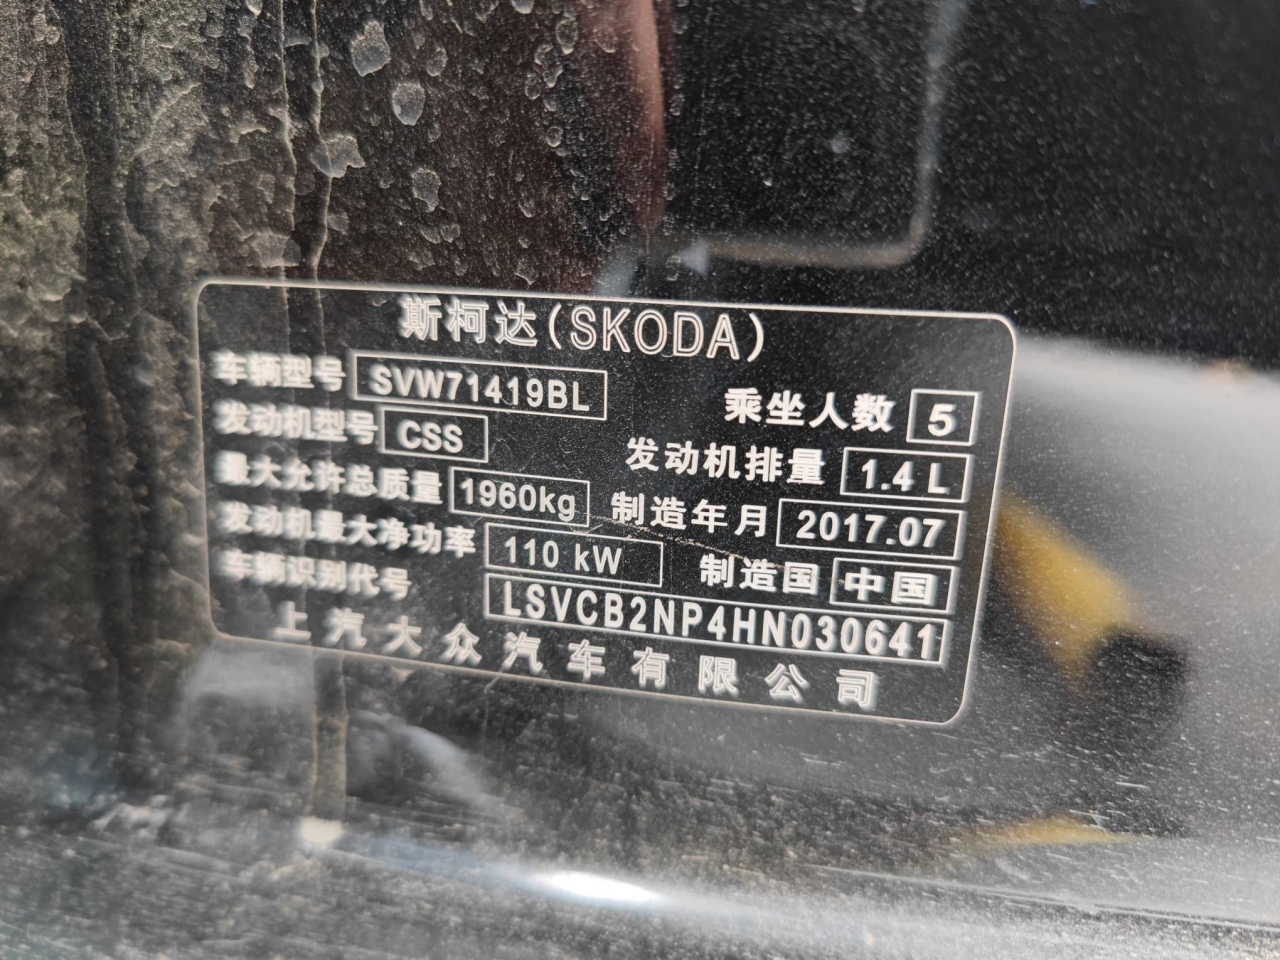 斯柯达(SKODA)
车辆型号 SVW71419BL 乘坐人数 5
发动机型号 CSS 发动机排量 1.4 L
最大允许总质量 1960kg 制造年月 2017.07
发动机最大净功率 110 kW 制造国 中国
车辆识别代号 LSVCB2NP4HN030641
上汽大众汽车有限公司